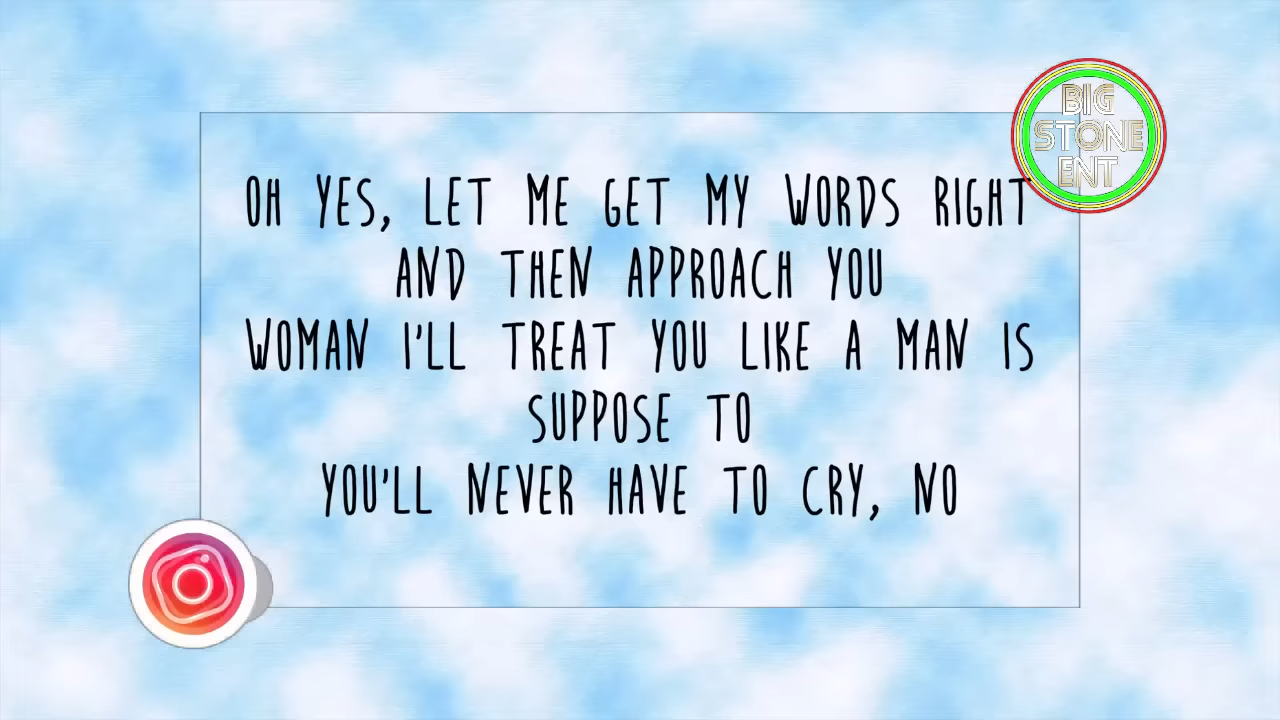 BIG
STONE
ENT
OH YES, LET ME GET MY WORDS RIGHT
AND THEN APPROACH YOU
WOMAN I'LL TREAT YOU LIKE A MAN IS
SUPPOSE TO
YOU'LL NEVER HAVE TO CRY, NO